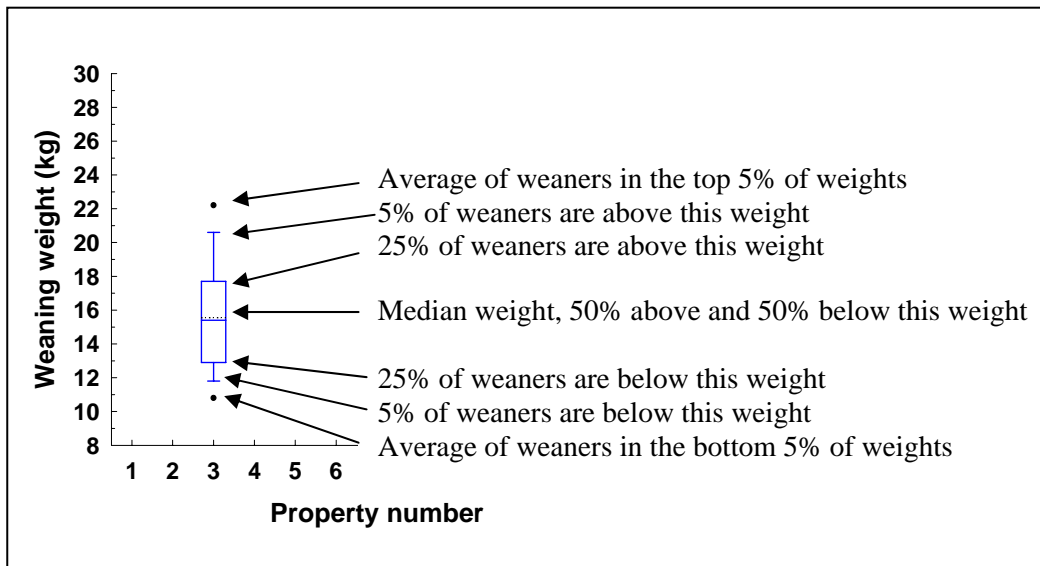 30
28
26
24
22
20
18
16
14
12
10
8
Weaning weight (kg)
Average of weaners in the top 5% of weights
5% of weaners are above this weight
25% of weaners are above this weight
Median weight, 50% above and 50% below this weight
25% of weaners are below this weight
5% of weaners are below this weight
Average of weaners in the bottom 5% of weights
1 2 3 4 5 6
Property number